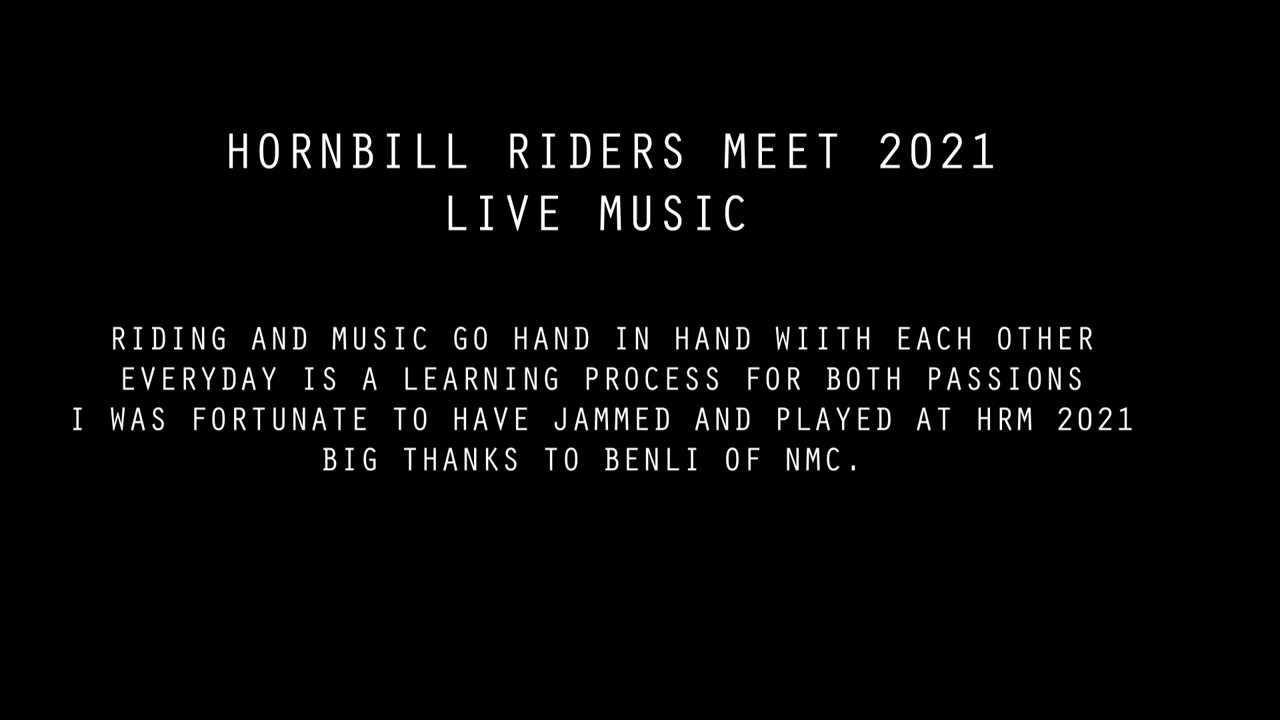 HORNBILL RIDERS MEET 2021
LIVE MUSIC
RIDING AND MUSIC GO HAND IN HAND WIITH EACH OTHER
EVERYDAY IS A LEARNING PROCESS FOR BOTH PASSIONS
I WAS FORTUNATE TO HAVE JAMMED AND PLAYED AT HRM 2021
BIG THANKS TO BENLI OF NMC.